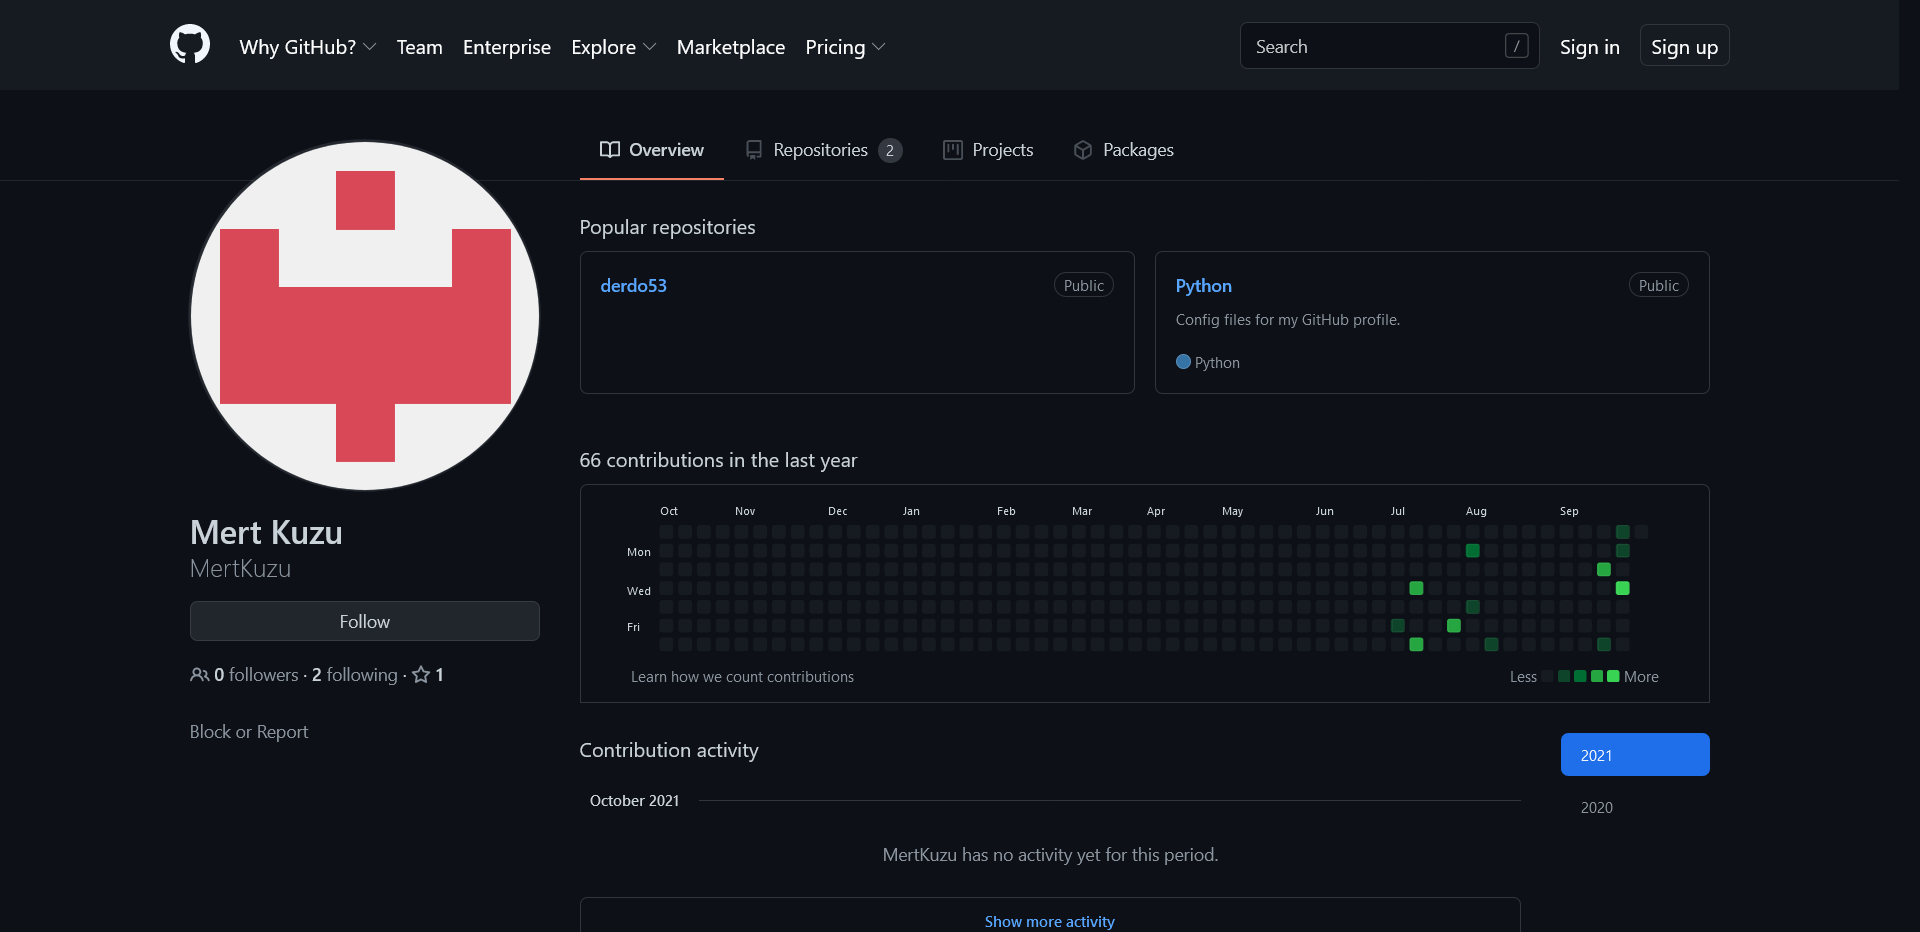 Why GitHub? Team Enterprise Explore Marketplace Pricing Search / Sign in Sign up
Overview Repositories 2 Projects Packages
Mert Kuzu
MertKuzu
Follow
0 followers · 2 following · 1
Block or Report
Popular repositories
derdo53 Public
Python Public
Config files for my GitHub profile.
Python
66 contributions in the last year
Oct Nov Dec Jan Feb Mar Apr May Jun Jul Aug Sep
Mon
Wed
Fri
Learn how we count contributions Less More
Contribution activity
2021
2020
October 2021
MertKuzu has no activity yet for this period.
Show more activity